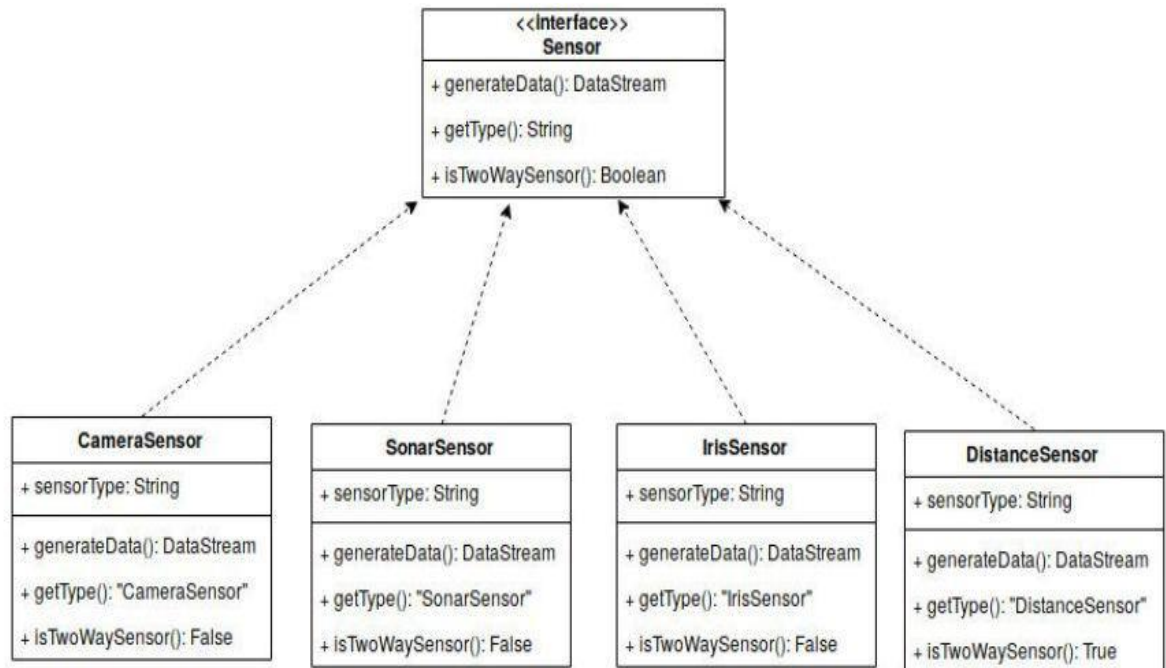 <<Interface>>
Sensor
+ generateData(): DataStream
+ getType(): String
+ isTwoWaySensor(): Boolean
CameraSensor
+ sensorType: String
+ generateData(): DataStream
+ getType(): "CameraSensor"
+ isTwoWaySensor(): False
SonarSensor
+ sensorType: String
+ generateData(): DataStream
+ getType(): "SonarSensor"
+ isTwoWaySensor(): False
IrisSensor
+ sensorType: String
+ generateData(): DataStream
+ getType(): "IrisSensor"
+ isTwoWaySensor(): False
DistanceSensor
+ sensorType: String
+ generateData(): DataStream
+ getType(): "DistanceSensor"
+ isTwoWaySensor(): True